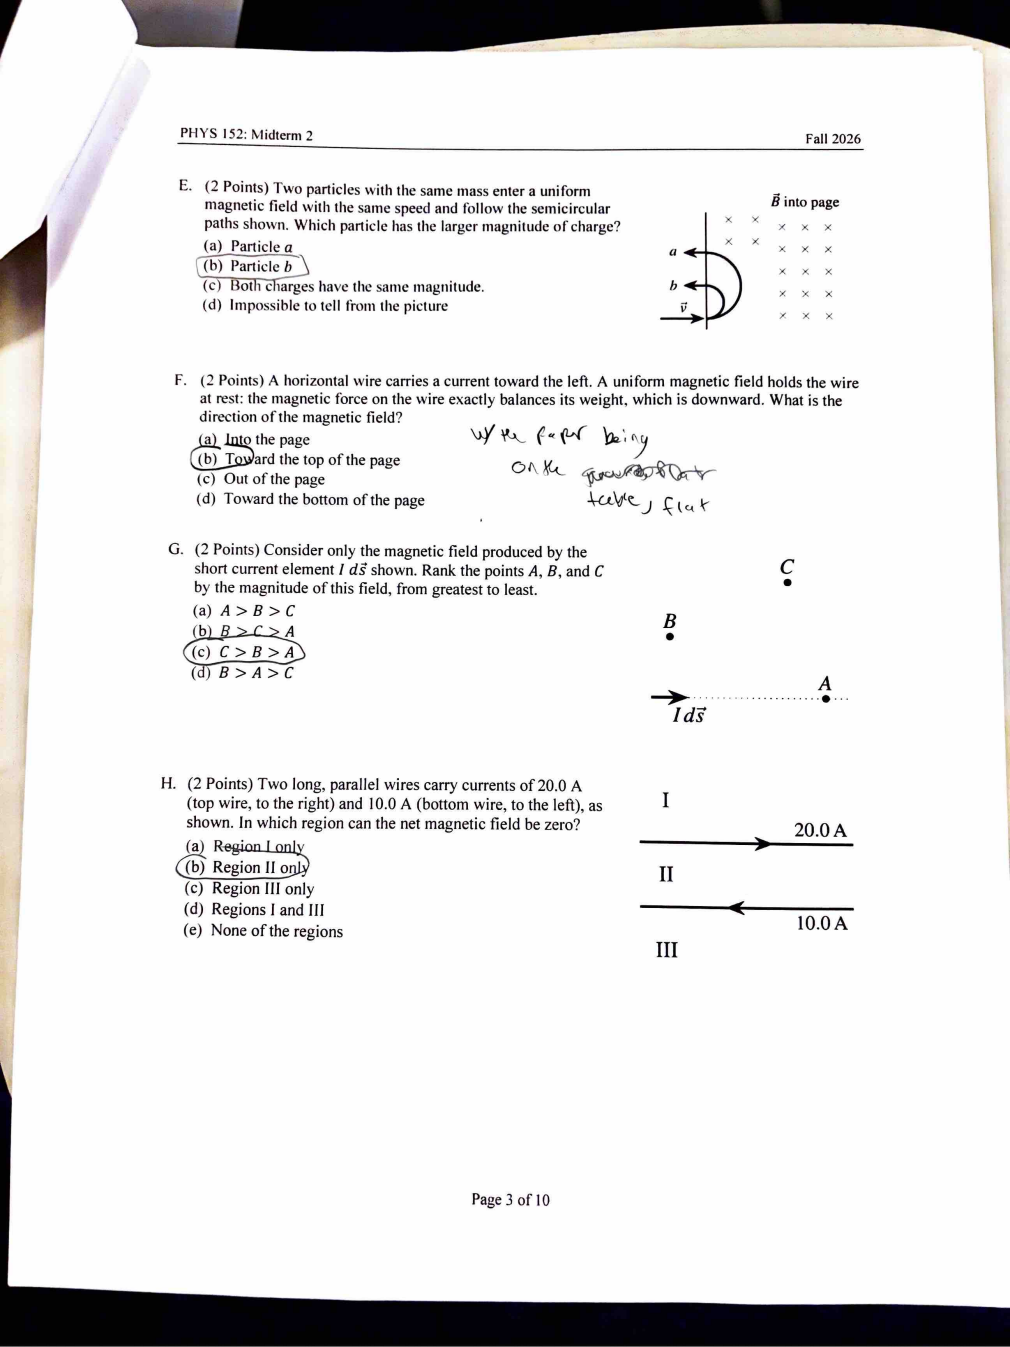 PHYS 152: Midterm 2
Fall 2026
E. (2 Points) Two particles with the same mass enter a uniform
magnetic field with the same speed and follow the semicircular
paths shown. Which particle has the larger magnitude of charge?
(a) Particle a
(b) Particle b
(c) Both charges have the same magnitude.
(d) Impossible to tell from the picture
B⃗ into page
a
b
v⃗
F. (2 Points) A horizontal wire carries a current toward the left. A uniform magnetic field holds the wire
at rest: the magnetic force on the wire exactly balances its weight, which is downward. What is the
direction of the magnetic field?
(a) Into the page
(b) Toward the top of the page
(c) Out of the page
(d) Toward the bottom of the page
w/ the paper being
on the
table, flat
G. (2 Points) Consider only the magnetic field produced by the
short current element I ds⃗ shown. Rank the points A, B, and C
by the magnitude of this field, from greatest to least.
(a) A > B > C
(b) B > C > A
(c) C > B > A
(d) B > A > C
C
B
A
I ds⃗
H. (2 Points) Two long, parallel wires carry currents of 20.0 A
(top wire, to the right) and 10.0 A (bottom wire, to the left), as
shown. In which region can the net magnetic field be zero?
(a) Region I only
(b) Region II only
(c) Region III only
(d) Regions I and III
(e) None of the regions
I
20.0 A
II
10.0 A
III
Page 3 of 10